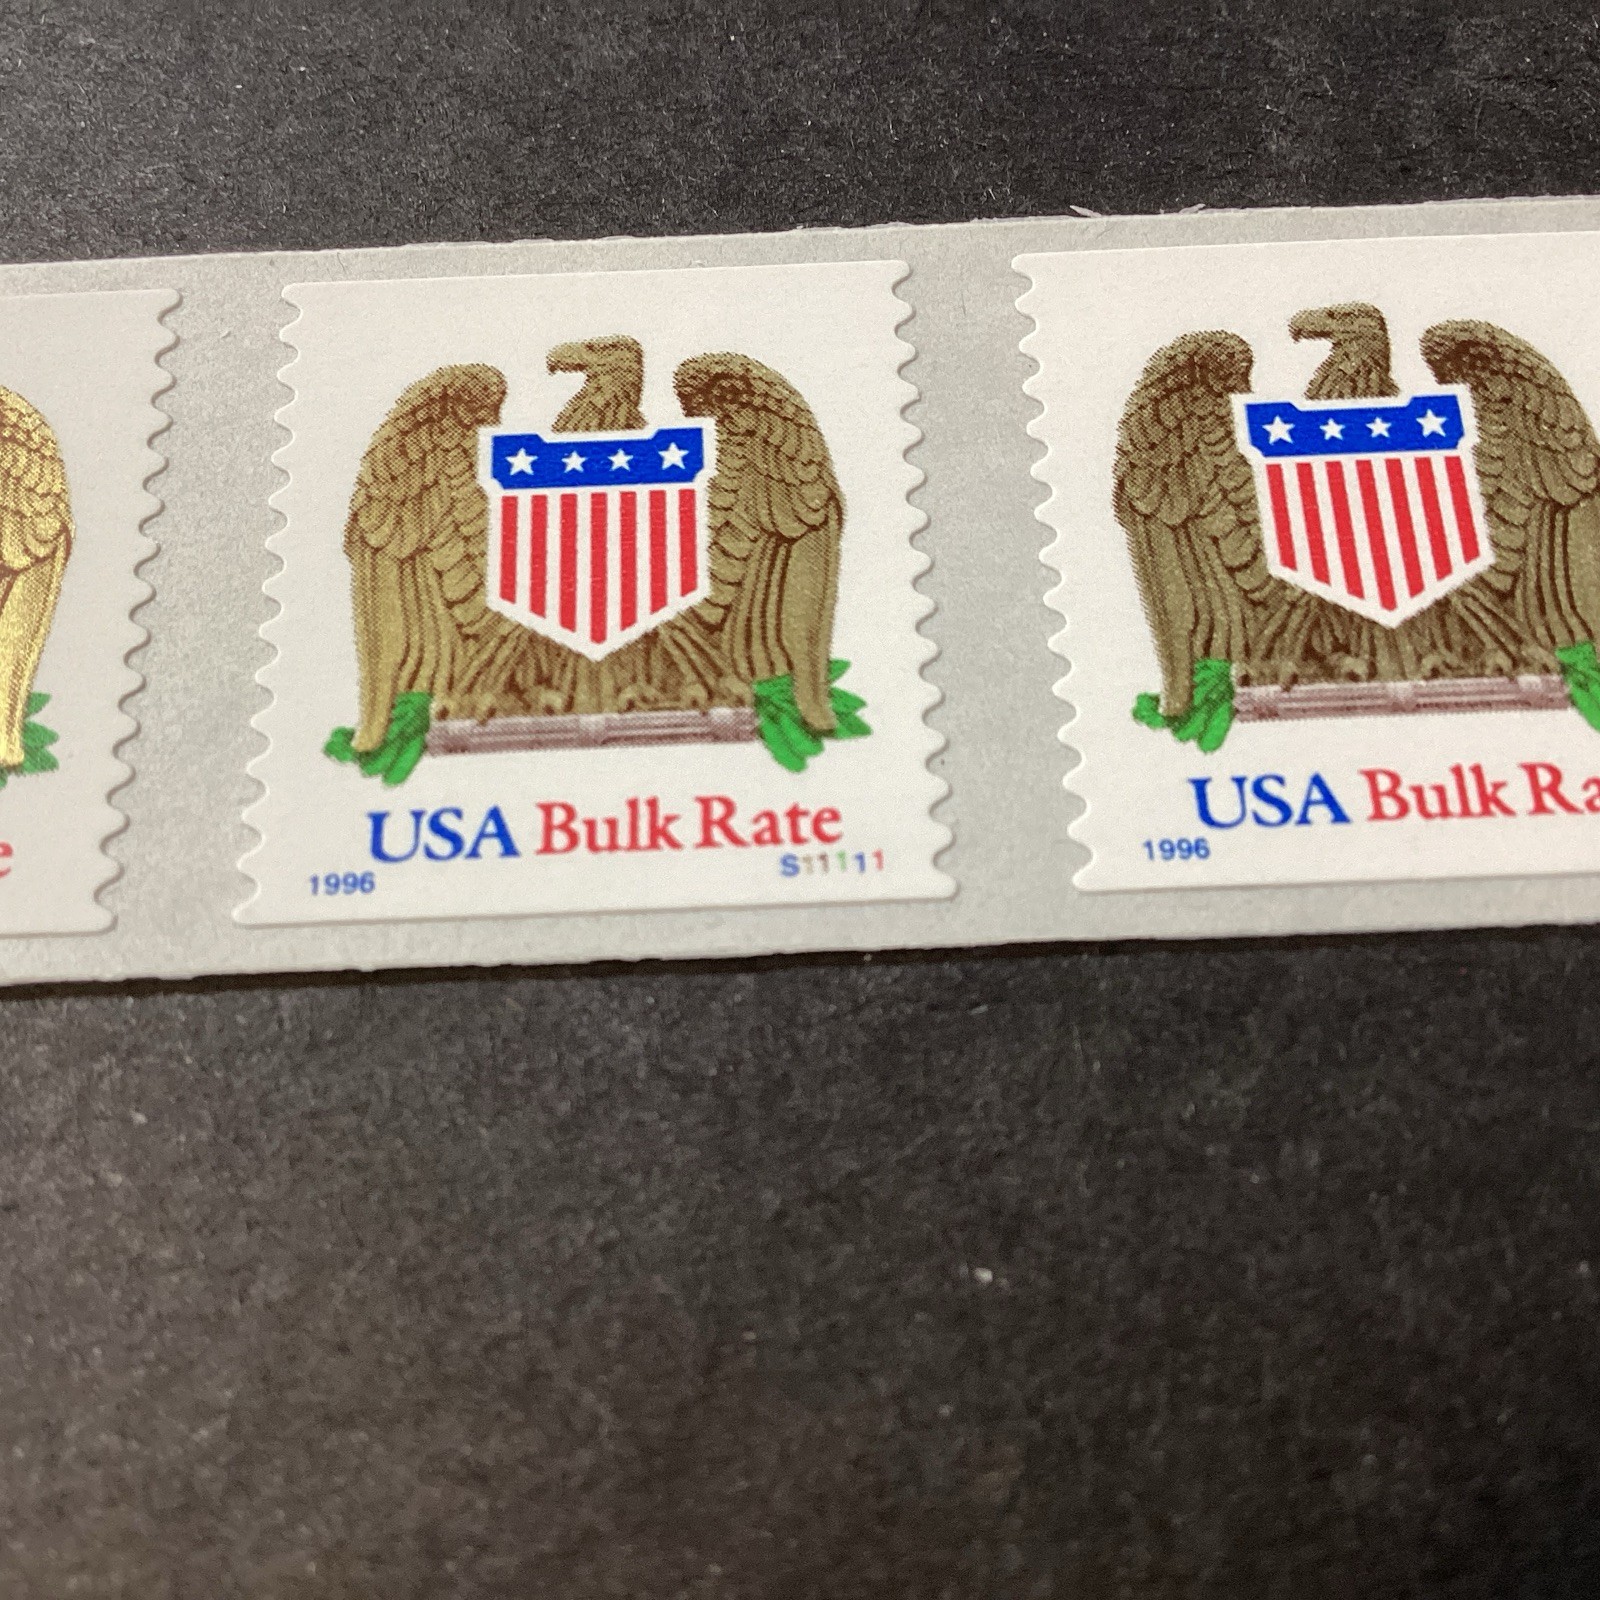 e
USA Bulk Rate
1996 S11111
USA Bulk Ra
1996